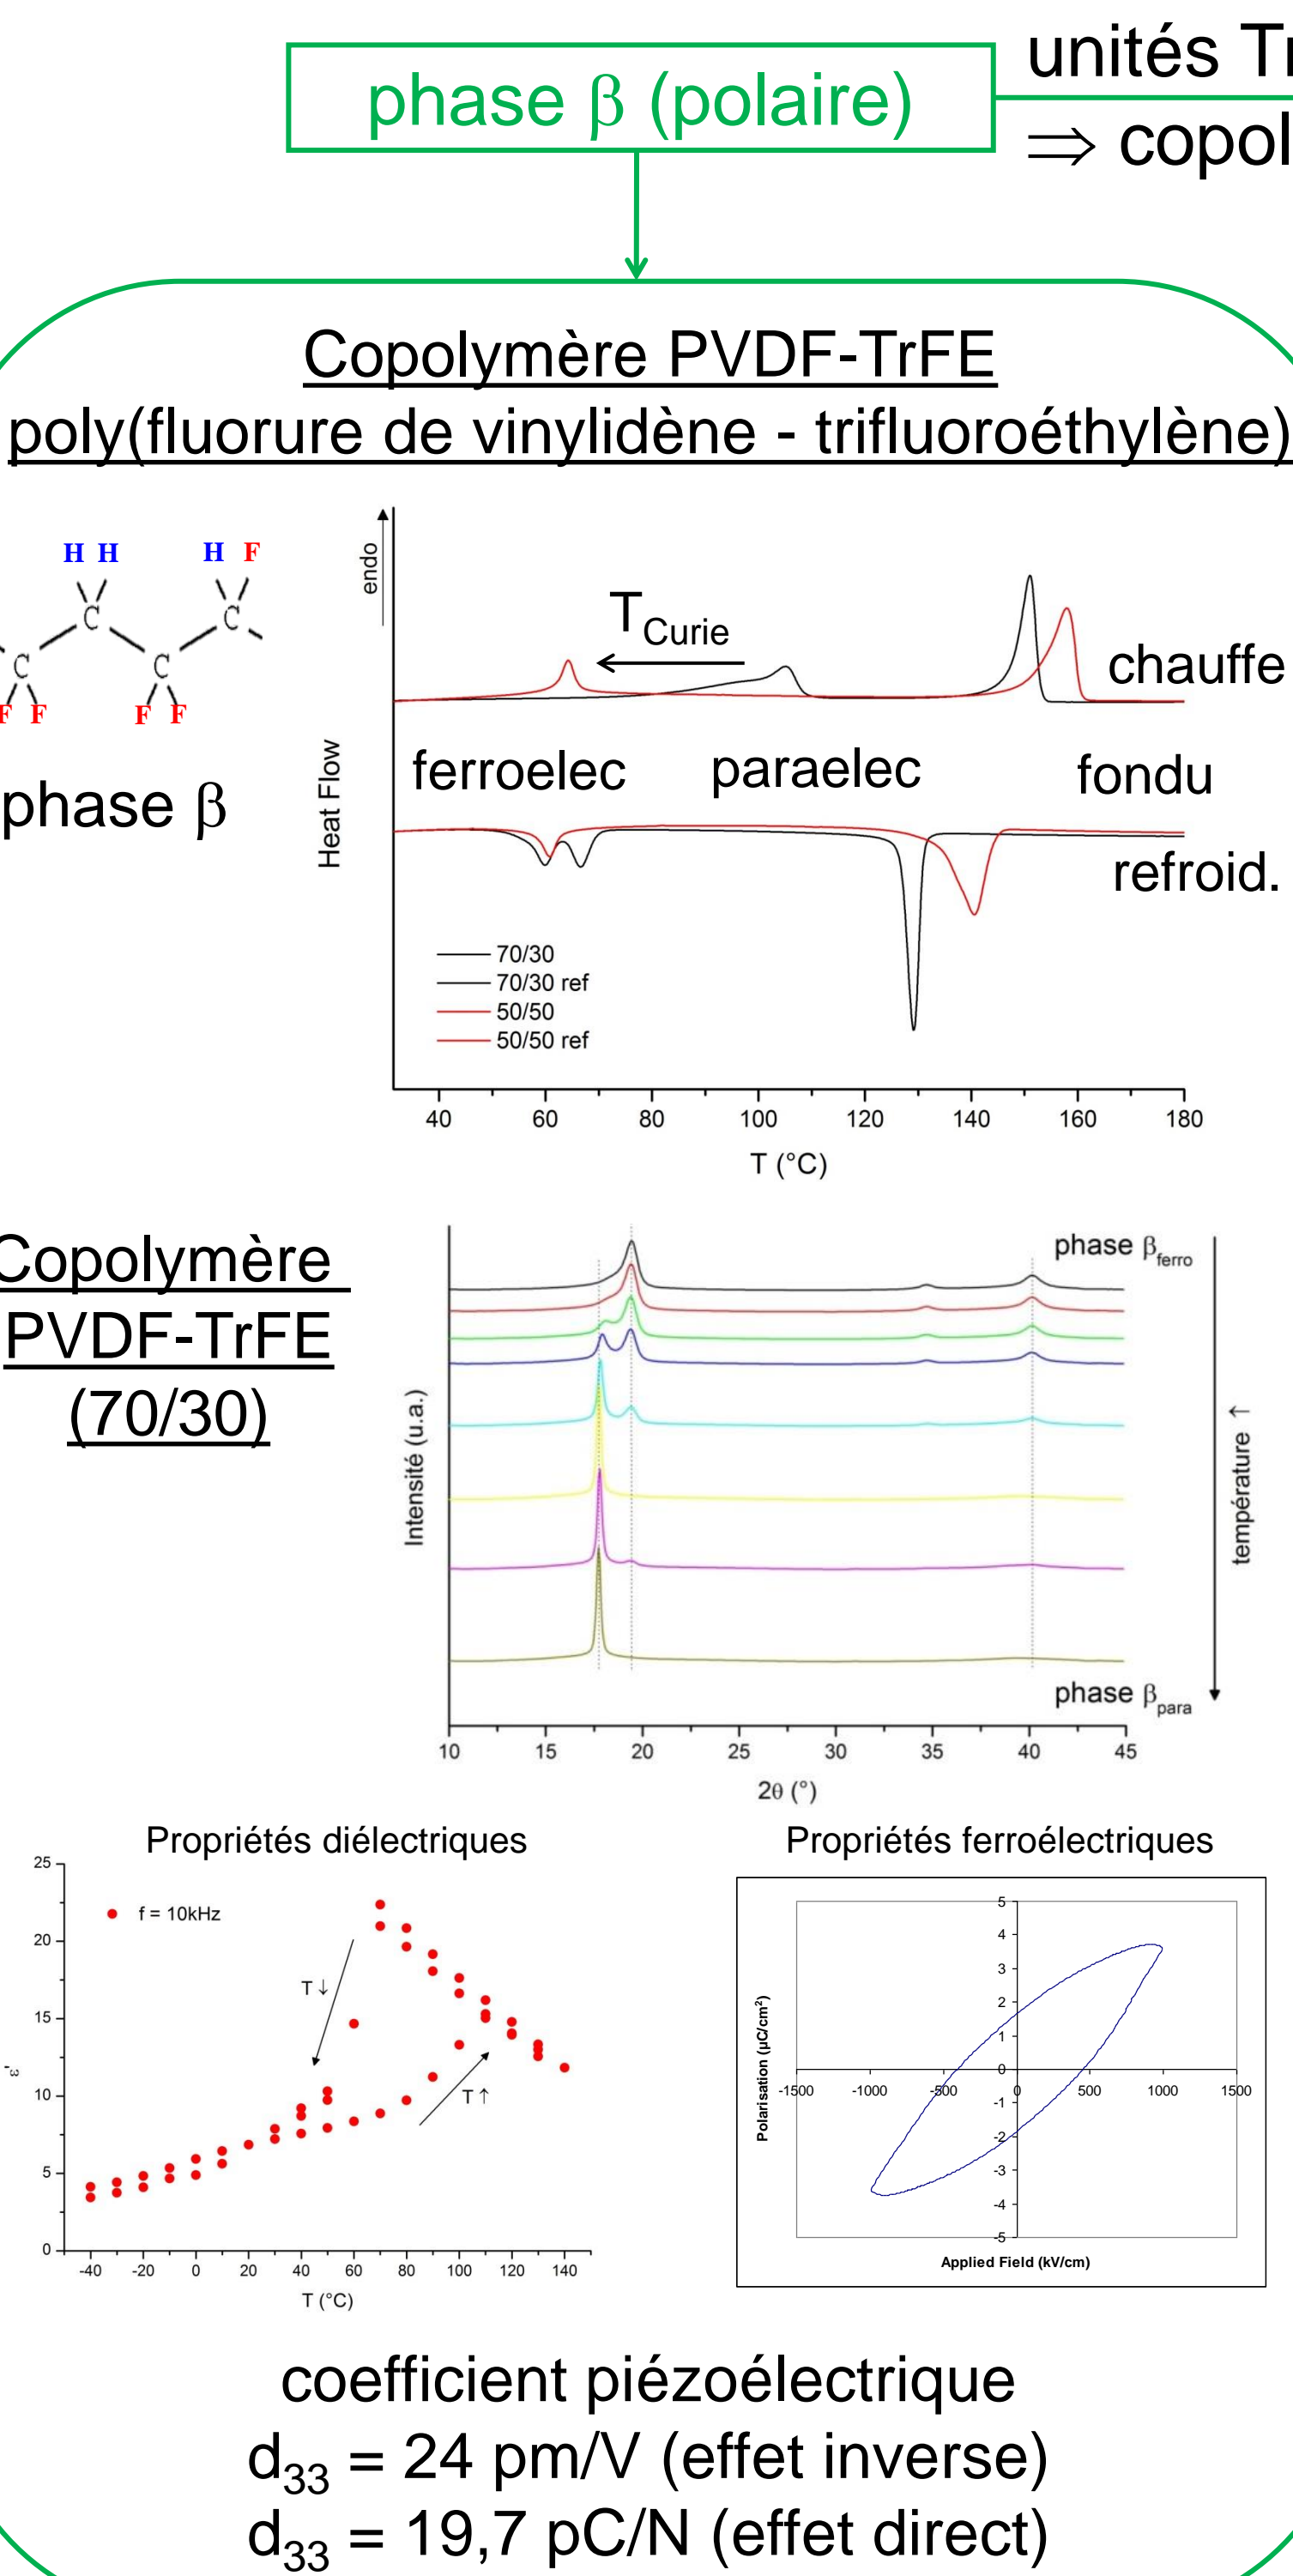 unités Tr
phase β (polaire)
⇒ copol
Copolymère PVDF-TrFE
poly(fluorure de vinylidène - trifluoroéthylène)
H H H F
C C
C C
F F F F
phase β
endo
Heat Flow
T_Curie
chauffe
ferroelec paraelec fondu
refroid.
70/30
70/30 ref
50/50
50/50 ref
40 60 80 100 120 140 160 180
T (°C)
Copolymère
PVDF-TrFE
(70/30)
phase β_ferro
Intensité (u.a.)
température ↑
phase β_para
10 15 20 25 30 35 40 45
2θ (°)
Propriétés diélectriques
25
20
15
10
5
0
f = 10kHz
T ↓
T ↑
ε'
-40 -20 0 20 40 60 80 100 120 140
T (°C)
Propriétés ferroélectriques
5
4
3
2
1
0
-1500 -1000 -500 0 500 1000 1500
-1
-2
-3
-4
-5
Polarisation (µC/cm²)
Applied Field (kV/cm)
coefficient piézoélectrique
d₃₃ = 24 pm/V (effet inverse)
d₃₃ = 19,7 pC/N (effet direct)